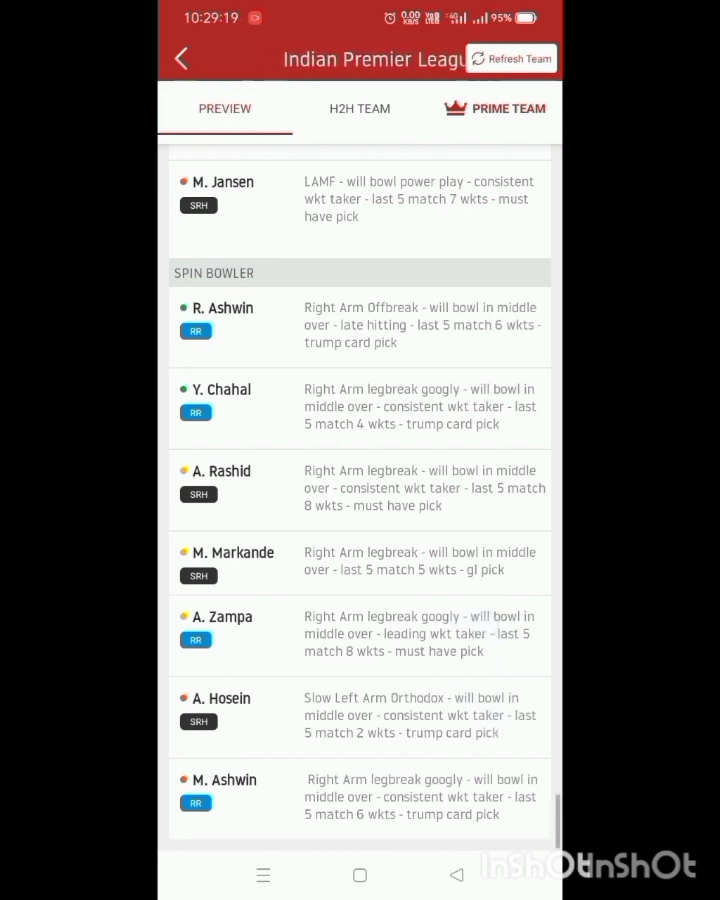 10:29:19 0.00 KB/S 4G 95%
Indian Premier Leagu Refresh Team
PREVIEW H2H TEAM PRIME TEAM
M. Jansen LAMF - will bowl power play - consistent
SRH wkt taker - last 5 match 7 wkts - must
have pick
SPIN BOWLER
R. Ashwin Right Arm Offbreak - will bowl in middle
RR over - late hitting - last 5 match 6 wkts -
trump card pick
Y. Chahal Right Arm legbreak googly - will bowl in
RR middle over - consistent wkt taker - last
5 match 4 wkts - trump card pick
A. Rashid Right Arm legbreak - will bowl in middle
SRH over - consistent wkt taker - last 5 match
8 wkts - must have pick
M. Markande Right Arm legbreak - will bowl in middle
SRH over - last 5 match 5 wkts - gl pick
A. Zampa Right Arm legbreak googly - will bowl in
RR middle over - leading wkt taker - last 5
match 8 wkts - must have pick
A. Hosein Slow Left Arm Orthodox - will bowl in
SRH middle over - consistent wkt taker - last
5 match 2 wkts - trump card pick
M. Ashwin Right Arm legbreak googly - will bowl in
RR middle over - consistent wkt taker - last
5 match 6 wkts - trump card pick
InShOt InShOt